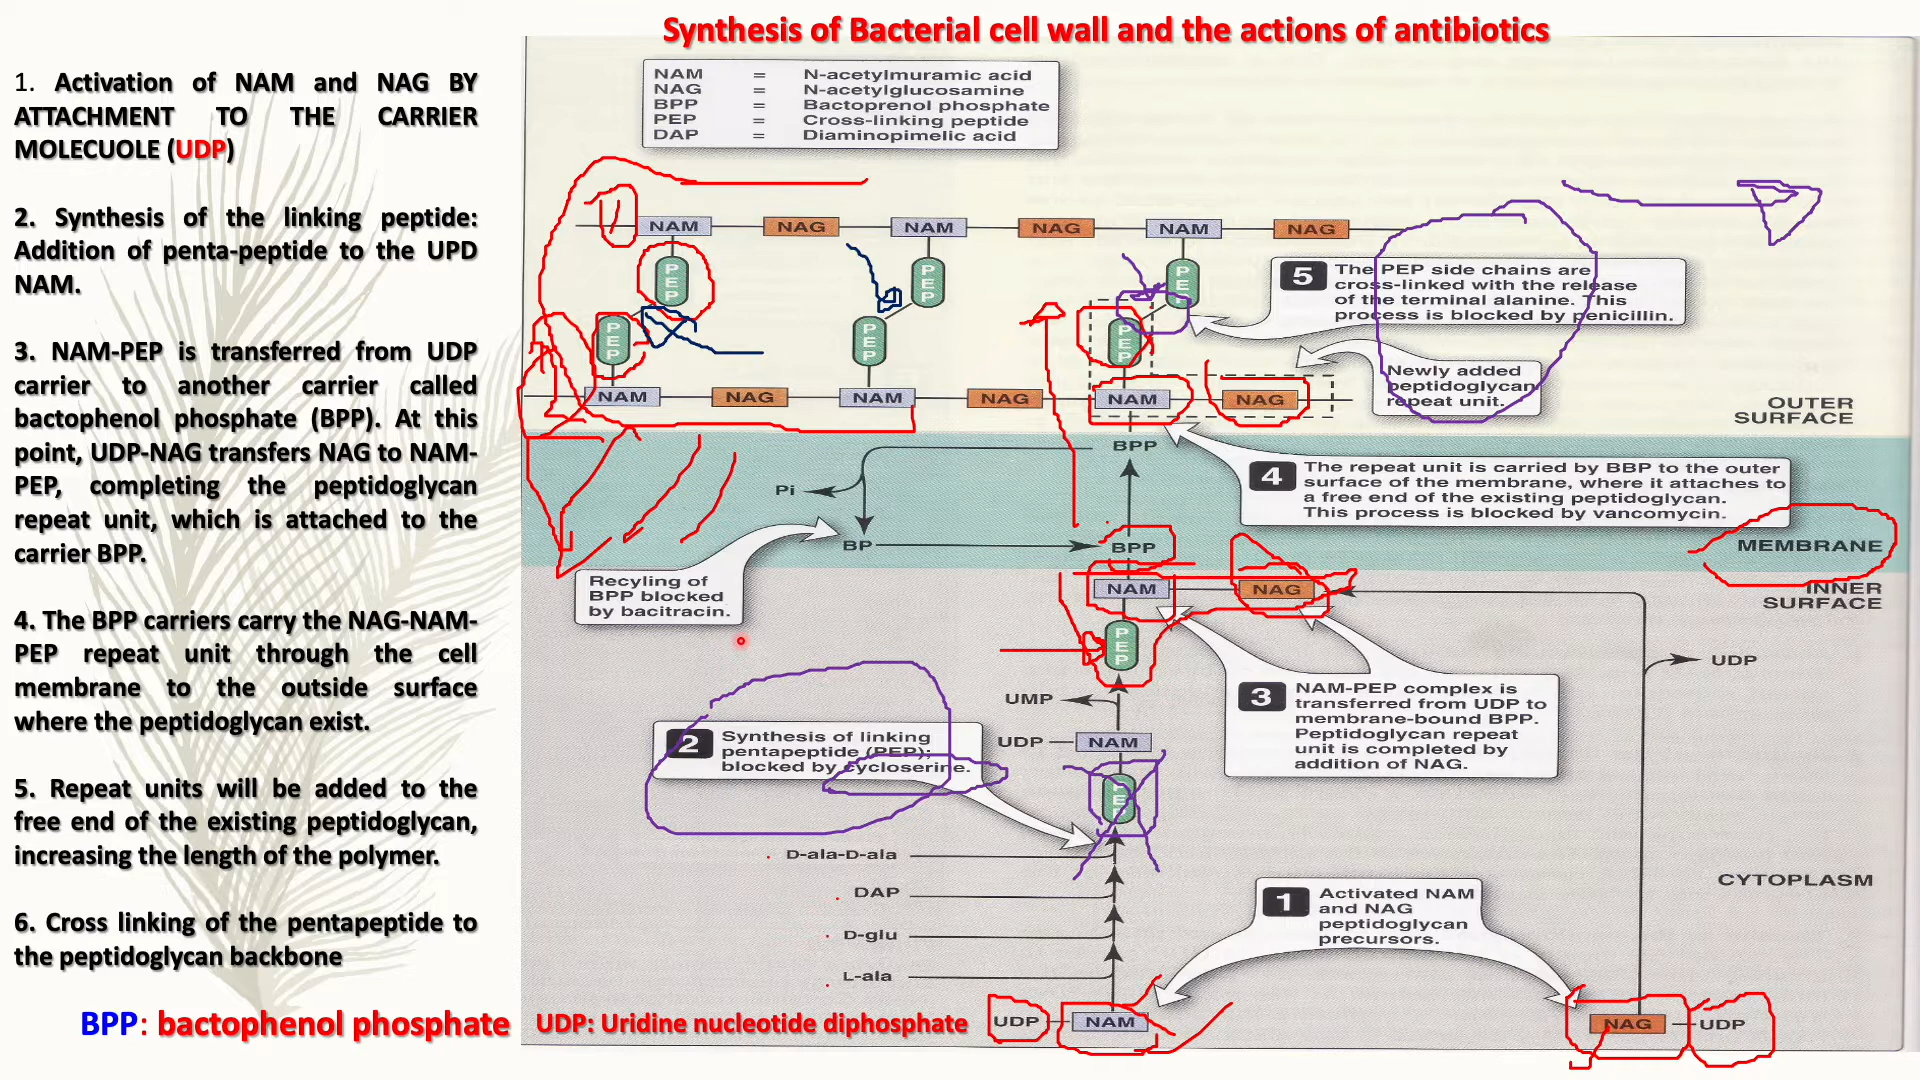 Synthesis of Bacterial cell wall and the actions of antibiotics
1. Activation of NAM and NAG BY
ATTACHMENT TO THE CARRIER
MOLECUOLE (UDP)
2. Synthesis of the linking peptide:
Addition of penta-peptide to the UPD
NAM.
3. NAM-PEP is transferred from UDP
carrier to another carrier called
bactophenol phosphate (BPP). At this
point, UDP-NAG transfers NAG to NAM-
PEP, completing the peptidoglycan
repeat unit, which is attached to the
carrier BPP.
4. The BPP carriers carry the NAG-NAM-
PEP repeat unit through the cell
membrane to the outside surface
where the peptidoglycan exist.
5. Repeat units will be added to the
free end of the existing peptidoglycan,
increasing the length of the polymer.
6. Cross linking of the pentapeptide to
the peptidoglycan backbone
BPP: bactophenol phosphate
UDP: Uridine nucleotide diphosphate
NAM = N-acetylmuramic acid
NAG = N-acetylglucosamine
BPP = Bactoprenol phosphate
PEP = Cross-linking peptide
DAP = Diaminopimelic acid
NAM NAG NAM NAG NAM NAG
PEP PEP PEP
PEP PEP PEP
NAM NAG NAM NAG NAM NAG
5 The PEP side chains are
cross-linked with the release
of the terminal alanine. This
process is blocked by penicillin.
Newly added
peptidoglycan
repeat unit.
OUTER
SURFACE
BPP
Pi
4 The repeat unit is carried by BBP to the outer
surface of the membrane, where it attaches to
a free end of the existing peptidoglycan.
This process is blocked by vancomycin.
BP
BPP
MEMBRANE
Recyling of
BPP blocked
by bacitracin.
NAM NAG
INNER
SURFACE
PEP
UDP
UMP
3 NAM-PEP complex is
transferred from UDP to
membrane-bound BPP.
Peptidoglycan repeat
unit is completed by
addition of NAG.
UDP NAM
2 Synthesis of linking
pentapeptide (PEP);
blocked by cycloserine.
PEP
D-ala-D-ala
DAP
D-glu
L-ala
CYTOPLASM
1 Activated NAM
and NAG
peptidoglycan
precursors.
UDP NAM
NAG UDP